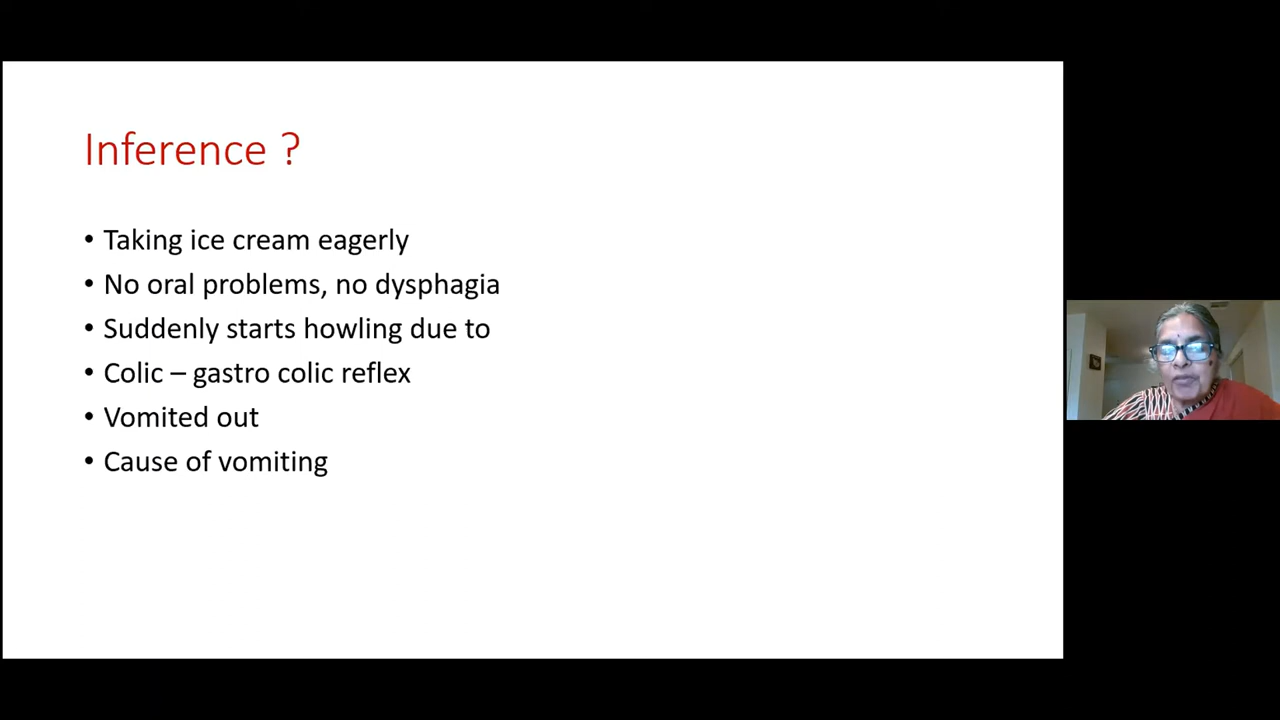 Inference ?
• Taking ice cream eagerly
• No oral problems, no dysphagia
• Suddenly starts howling due to
• Colic – gastro colic reflex
• Vomited out
• Cause of vomiting